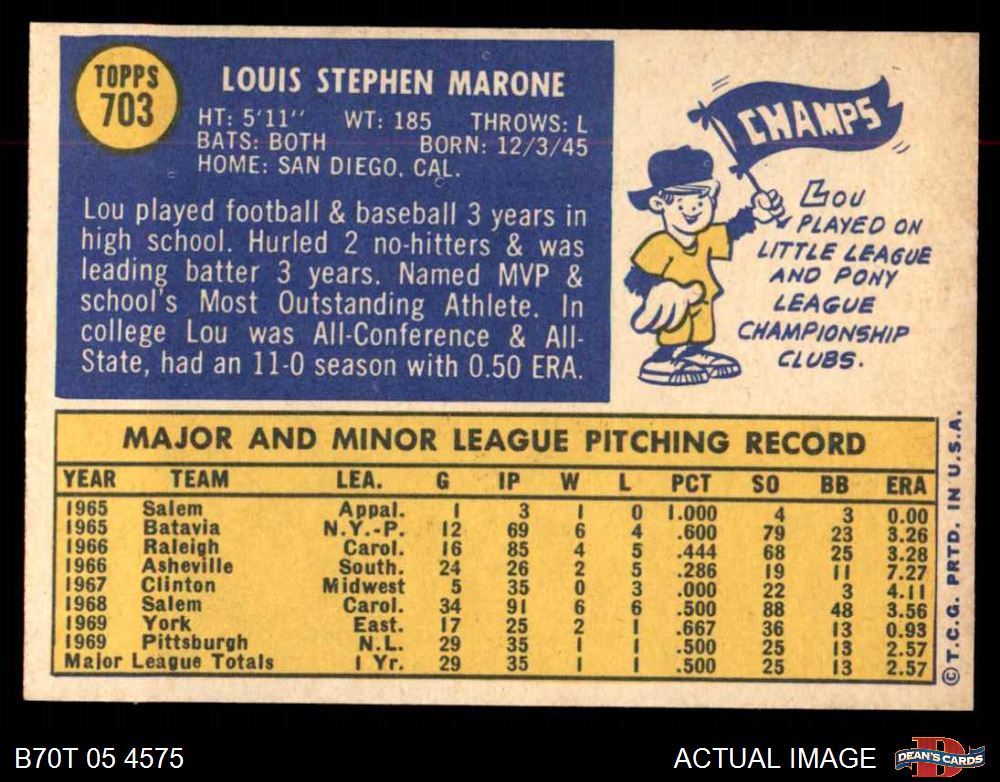 TOPPS
703
LOUIS STEPHEN MARONE
HT: 5'11'' WT: 185 THROWS: L
BATS: BOTH BORN: 12/3/45
HOME: SAN DIEGO, CAL.
Lou played football & baseball 3 years in
high school. Hurled 2 no-hitters & was
leading batter 3 years. Named MVP &
school's Most Outstanding Athlete. In
college Lou was All-Conference & All-
State, had an 11-0 season with 0.50 ERA.
CHAMPS
LOU
PLAYED ON
LITTLE LEAGUE
AND PONY
LEAGUE
CHAMPIONSHIP
CLUBS.
MAJOR AND MINOR LEAGUE PITCHING RECORD
YEAR TEAM LEA. G IP W L PCT SO BB ERA
1965 Salem Appal. 1 3 1 0 1.000 4 3 0.00
1965 Batavia N.Y.-P. 12 69 6 4 .600 79 23 3.26
1966 Raleigh Carol. 16 85 4 5 .444 68 25 3.28
1966 Asheville South. 24 26 2 5 .286 19 11 7.27
1967 Clinton Midwest 5 35 0 3 .000 22 3 4.11
1968 Salem Carol. 34 91 6 6 .500 88 48 3.56
1969 York East. 17 25 2 1 .667 36 13 0.93
1969 Pittsburgh N.L. 29 35 1 1 .500 25 13 2.57
Major League Totals 1 Yr. 29 35 1 1 .500 25 13 2.57
© T.C.G. PRTD. IN U.S.A.
B70T 05 4575
ACTUAL IMAGE
D
DEAN'S CARDS